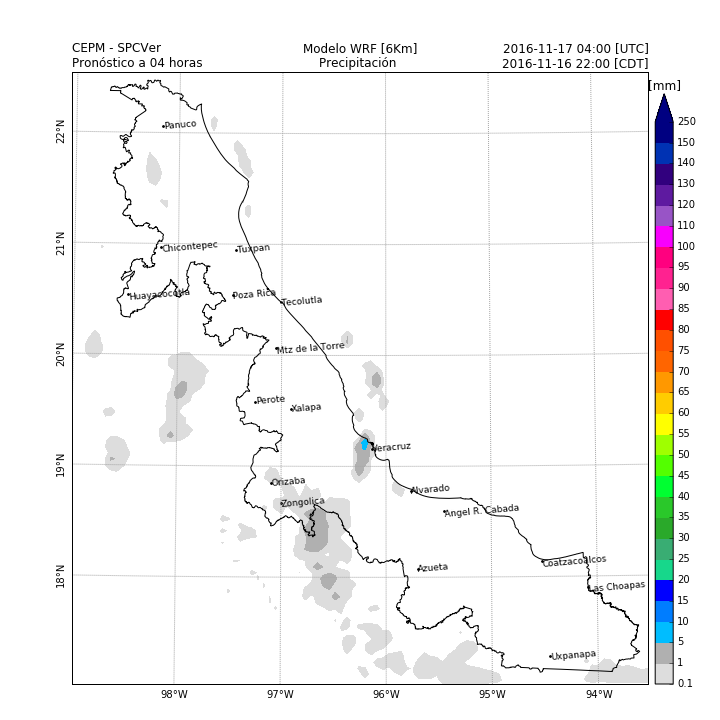 CEPM - SPCVer
Pronóstico a 04 horas
Modelo WRF [6Km]
Precipitación
2016-11-17 04:00 [UTC]
2016-11-16 22:00 [CDT]
[mm]
250
150
140
130
120
110
100
95
90
85
80
75
70
65
60
55
50
45
40
35
30
25
20
15
10
5
1
0.1
22°N
21°N
20°N
19°N
18°N
98°W
97°W
96°W
95°W
94°W
Panuco
Chicontepec
Tuxpan
Huayacocotla
Poza Rica
Tecolutla
Mtz de la Torre
Perote
Xalapa
Veracruz
Orizaba
Zongolica
Alvarado
Angel R. Cabada
Azueta
Coatzacoalcos
Las Choapas
Uxpanapa